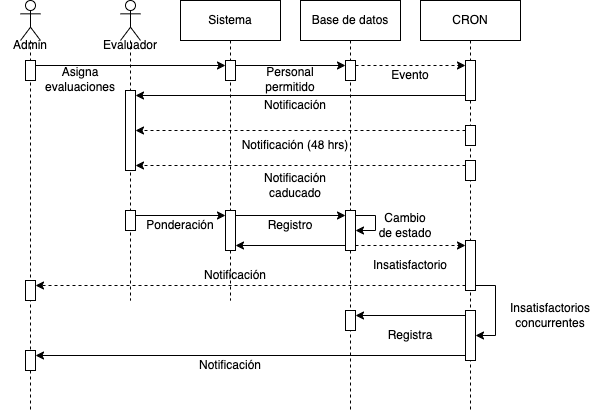 Sistema
Base de datos
CRON
Admin
Evaluador
Asigna
evaluaciones
Personal
permitido
Evento
Notificación
Notificación (48 hrs)
Notificación
caducado
Ponderación
Registro
Cambio
de estado
Insatisfactorio
Notificación
Insatisfactorios
concurrentes
Registra
Notificación